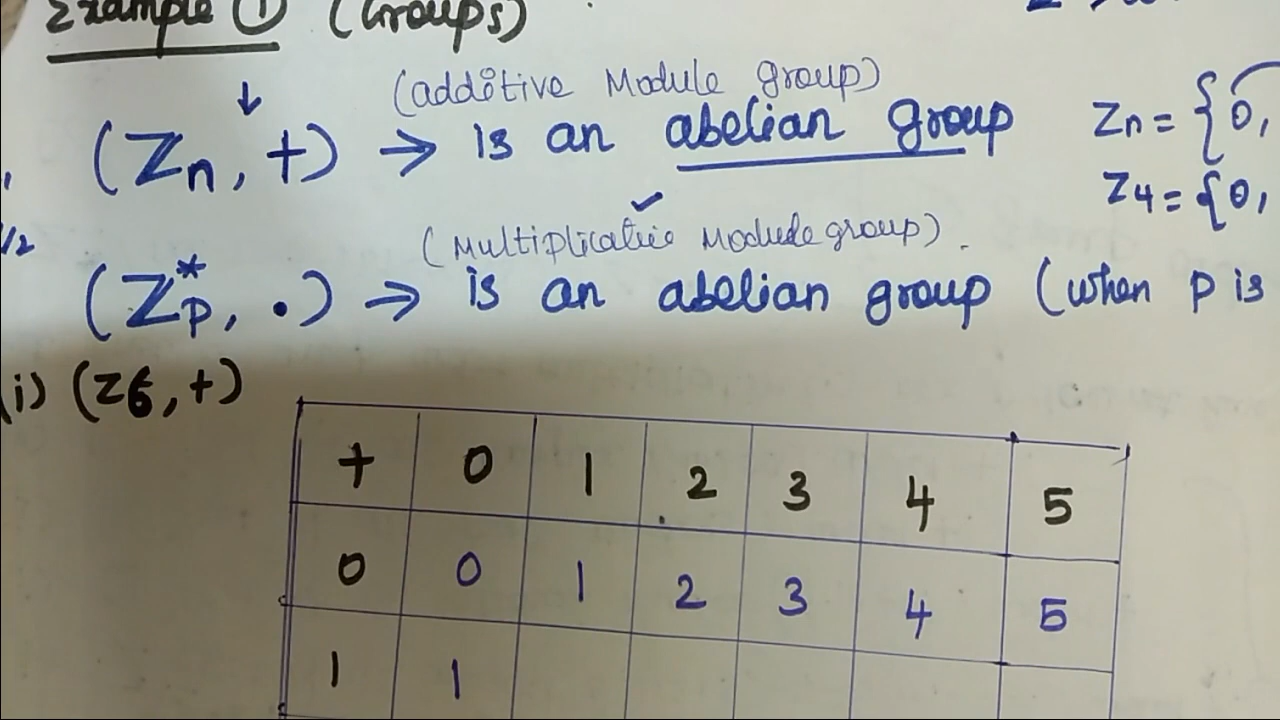 Example ① (Groups)
(additive Module group)
(Zn, +) → is an abelian group
Zn = {0,
Z4 = {0,
1/2
(Multiplicative Module group).
(Z*p, •) → is an abelian group (when p is
(i) (Z6, +)
+ 0 1 2 3 4 5
0 0 1 2 3 4 5
1 1